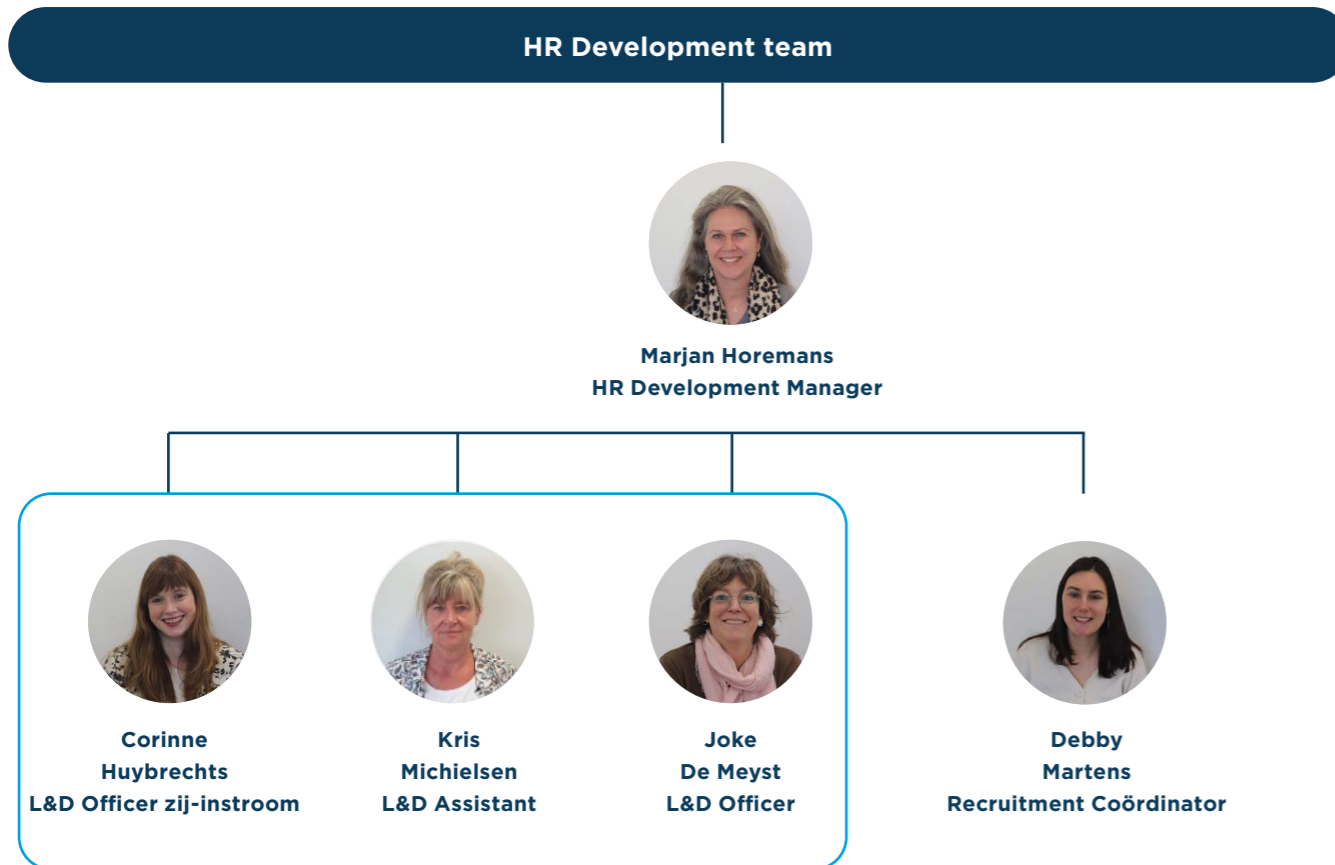 HR Development team
Marjan Horemans
HR Development Manager
Corinne
Huybrechts
L&D Officer zij-instroom
Kris
Michielsen
L&D Assistant
Joke
De Meyst
L&D Officer
Debby
Martens
Recruitment Coördinator